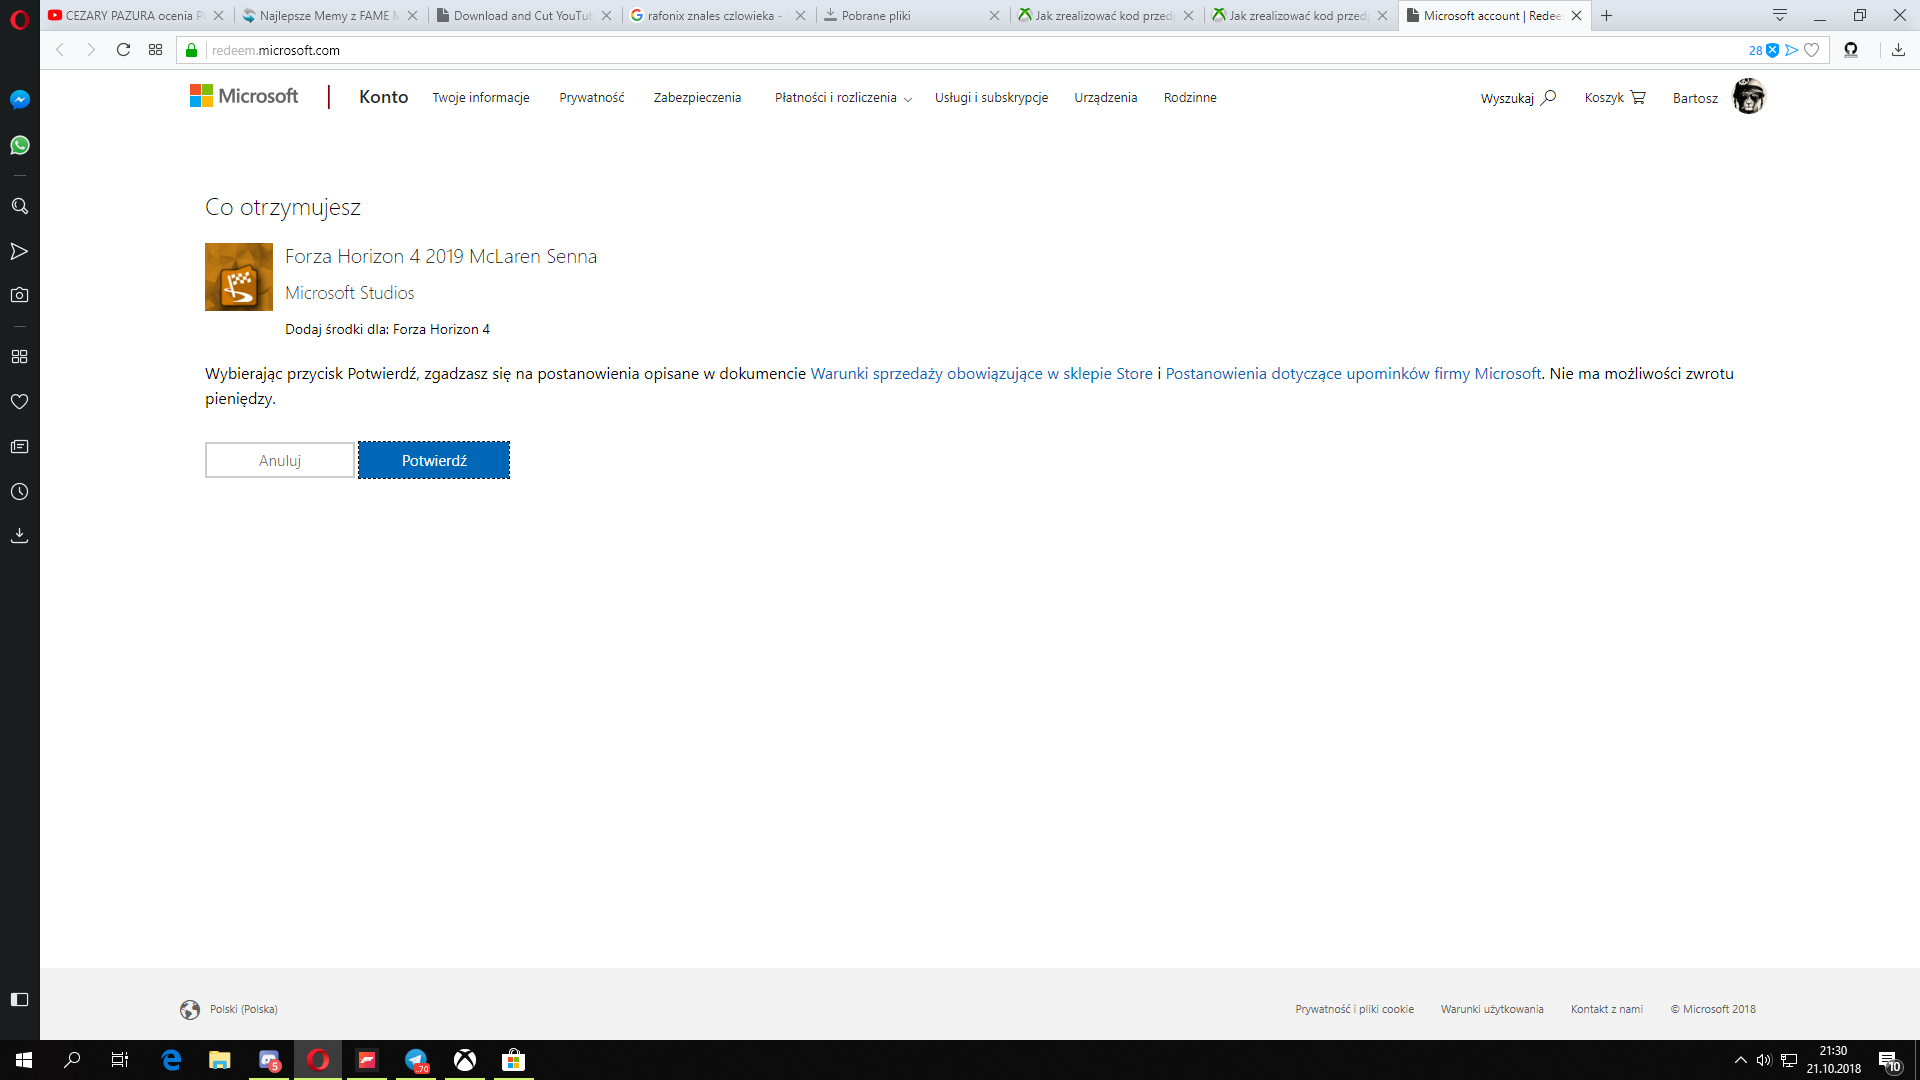 CEZARY PAZURA ocenia P
Najlepsze Memy z FAME M
Download and Cut YouTub
rafonix znales czlowieka -
Pobrane pliki
Jak zrealizować kod przed
Jak zrealizować kod przedp
Microsoft account | Redee
redeem.microsoft.com
28
Microsoft
Konto
Twoje informacje
Prywatność
Zabezpieczenia
Płatności i rozliczenia
Usługi i subskrypcje
Urządzenia
Rodzinne
Wyszukaj
Koszyk
Bartosz
Co otrzymujesz
Forza Horizon 4 2019 McLaren Senna
Microsoft Studios
Dodaj środki dla: Forza Horizon 4
Wybierając przycisk Potwierdź, zgadzasz się na postanowienia opisane w dokumencie Warunki sprzedaży obowiązujące w sklepie Store i Postanowienia dotyczące upominków firmy Microsoft. Nie ma możliwości zwrotu
pieniędzy.
Anuluj
Potwierdź
Polski (Polska)
Prywatność i pliki cookie
Warunki użytkowania
Kontakt z nami
© Microsoft 2018
5
70
21:30
21.10.2018
10